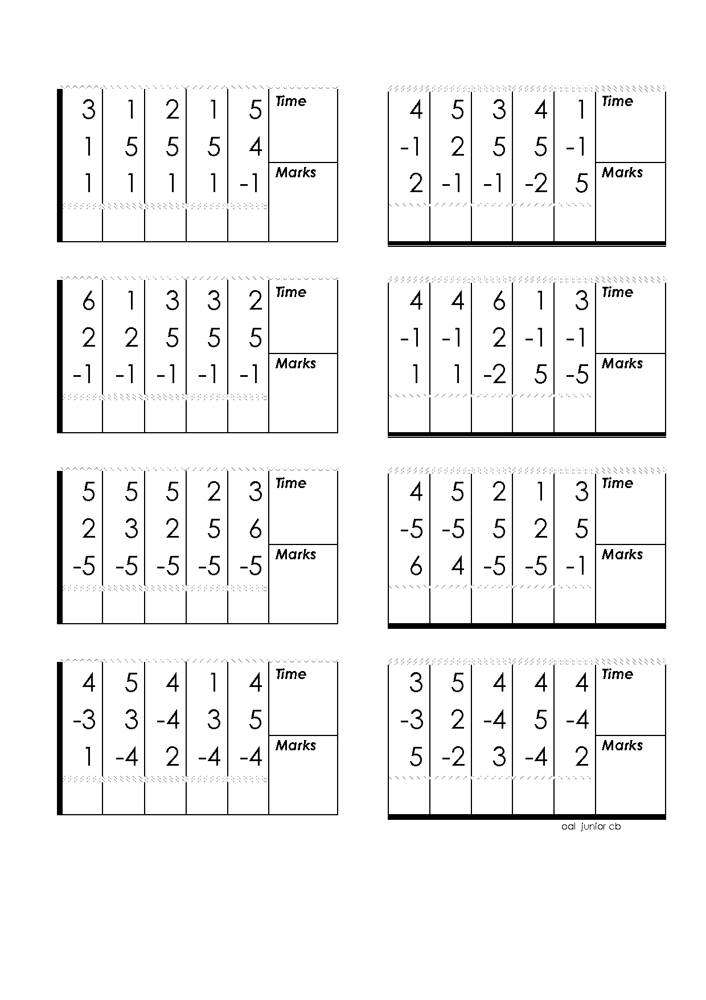 3 1 2 1 5 Time
1 5 5 5 4
1 1 1 1 -1 Marks
4 5 3 4 1 Time
-1 2 5 5 -1
2 -1 -1 -2 5 Marks
6 1 3 3 2 Time
2 2 5 5 5
-1 -1 -1 -1 -1 Marks
4 4 6 1 3 Time
-1 -1 2 -1 -1
1 1 -2 5 -5 Marks
5 5 5 2 3 Time
2 3 2 5 6
-5 -5 -5 -5 -5 Marks
4 5 2 1 3 Time
-5 -5 5 2 5
6 4 -5 -5 -1 Marks
4 5 4 1 4 Time
-3 3 -4 3 5
1 -4 2 -4 -4 Marks
3 5 4 4 4 Time
-3 2 -4 5 -4
5 -2 3 -4 2 Marks
oal junior cb